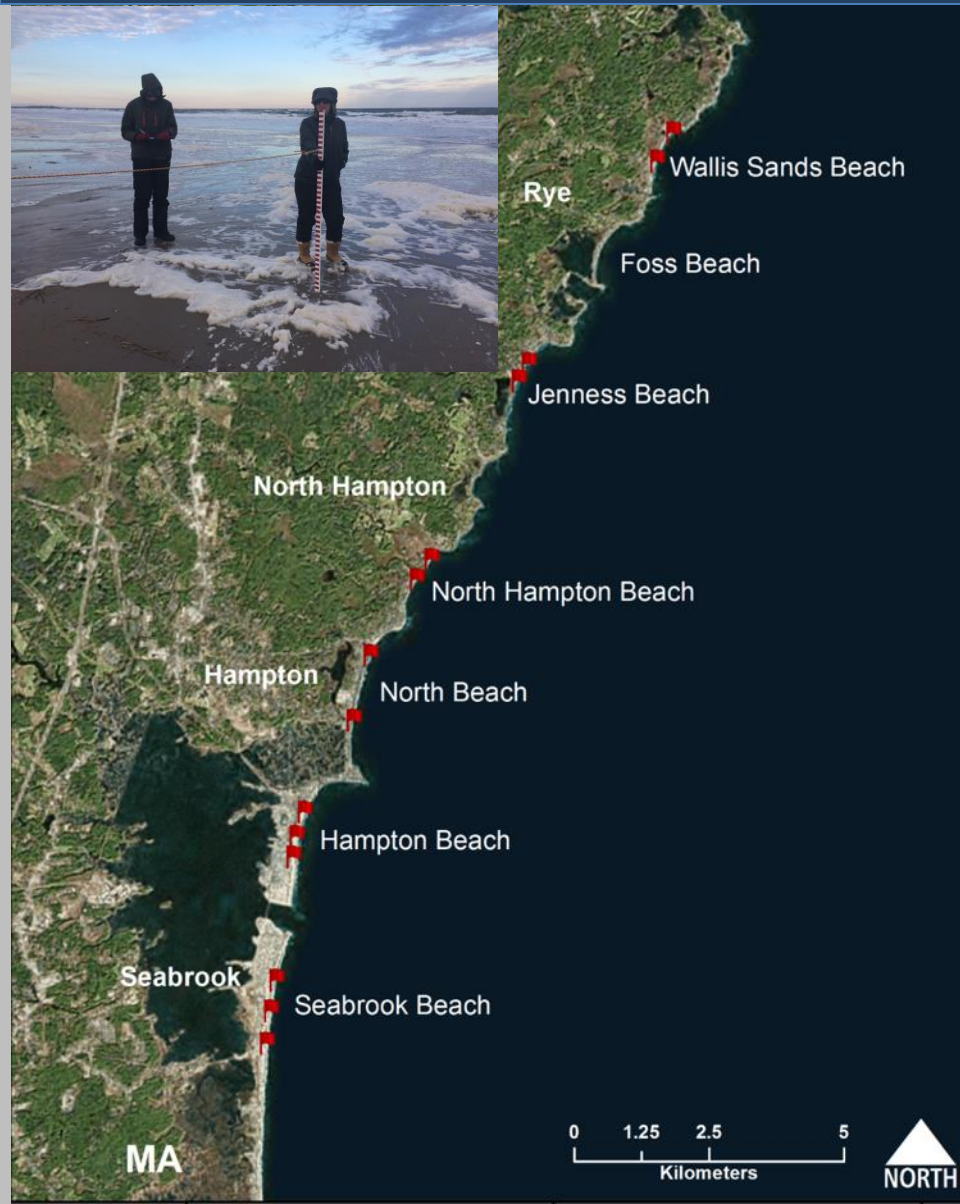 Wallis Sands Beach
Rye
Foss Beach
Jenness Beach
North Hampton
North Hampton Beach
Hampton
North Beach
Hampton Beach
Seabrook
Seabrook Beach
0 1.25 2.5 5
Kilometers
MA
NORTH